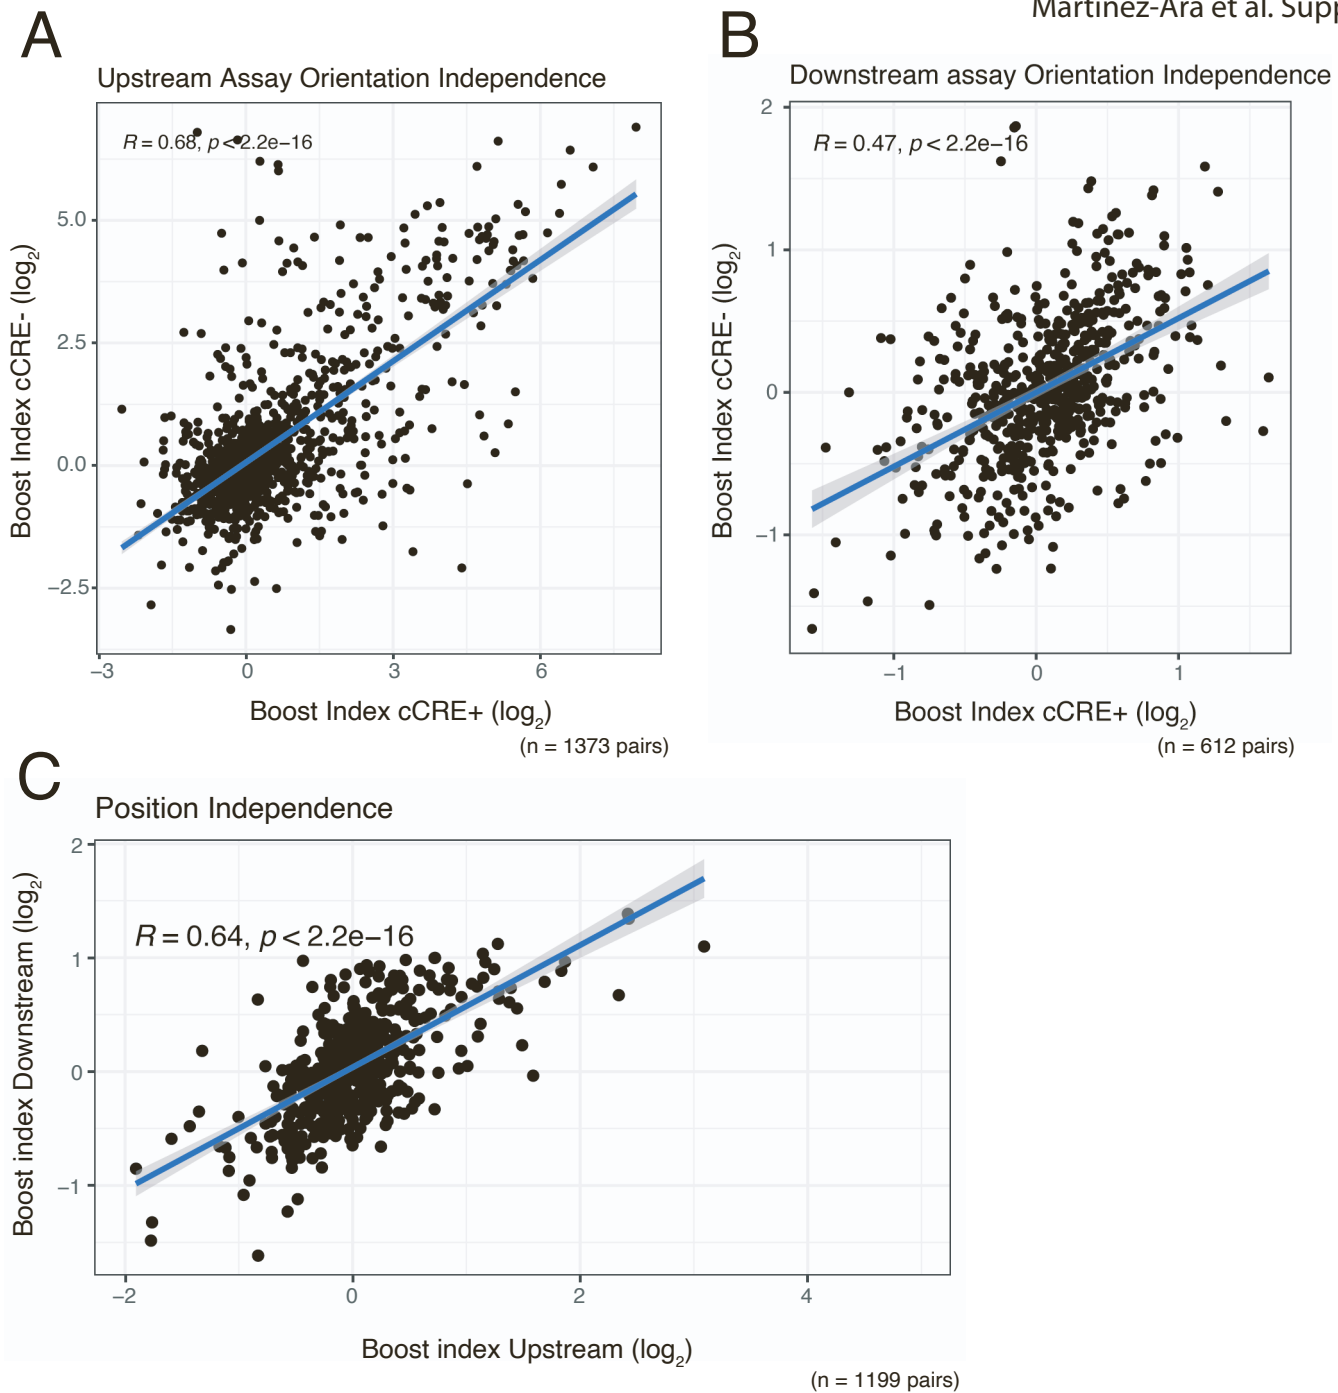 Martinez-Ara et al. Supp
A
B
Upstream Assay Orientation Independence
Downstream assay Orientation Independence
R = 0.68, p < 2.2e−16
5.0
2.5
0.0
−2.5
−3
0
3
6
Boost Index cCRE- (log2)
Boost Index cCRE+ (log2)
(n = 1373 pairs)
R = 0.47, p < 2.2e−16
2
1
0
−1
−1
0
1
Boost Index cCRE- (log2)
Boost Index cCRE+ (log2)
(n = 612 pairs)
C
Position Independence
R = 0.64, p < 2.2e−16
2
1
0
−1
−2
0
2
4
Boost index Downstream (log2)
Boost index Upstream (log2)
(n = 1199 pairs)